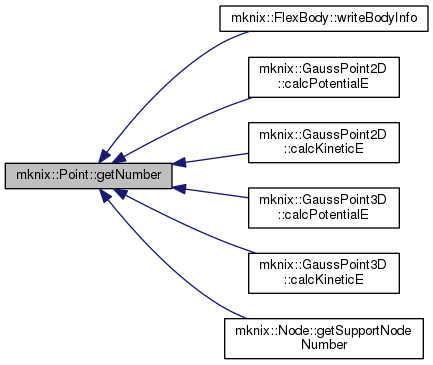 mknix::FlexBody::writeBodyInfo
mknix::GaussPoint2D
::calcPotentialE
mknix::GaussPoint2D
::calcKineticE
mknix::Point::getNumber
mknix::GaussPoint3D
::calcPotentialE
mknix::GaussPoint3D
::calcKineticE
mknix::Node::getSupportNode
Number